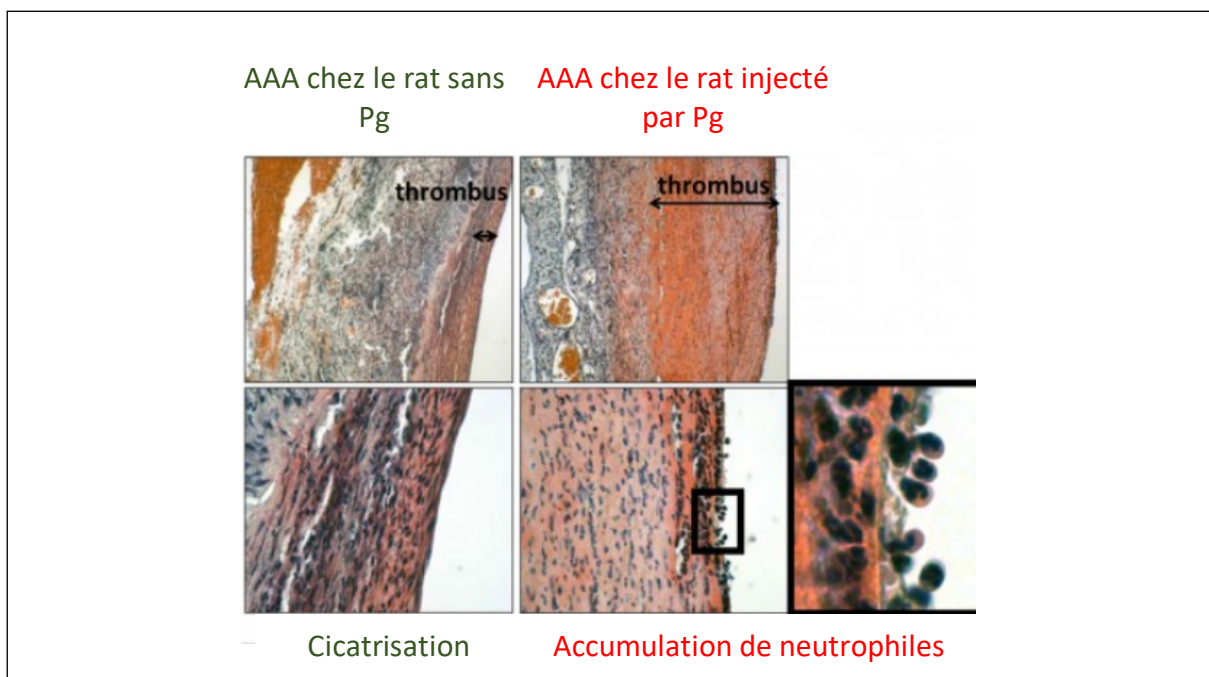 AAA chez le rat sans
Pg
AAA chez le rat injecté
par Pg
thrombus
thrombus
Cicatrisation
Accumulation de neutrophiles